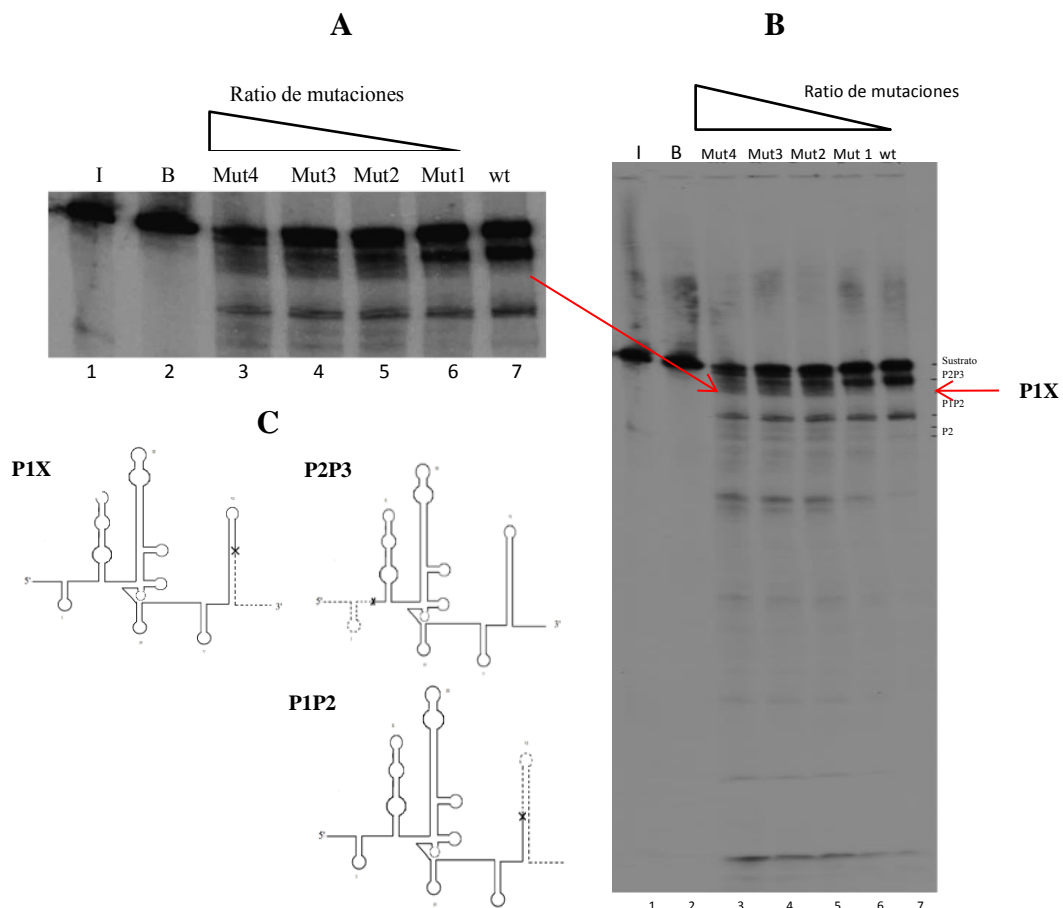 A
Ratio de mutaciones
I B Mut4 Mut3 Mut2 Mut1 wt
1 2 3 4 5 6 7
B
Ratio de mutaciones
I B Mut4 Mut3 Mut2 Mut 1 wt
Sustrato
P2P3
P1X
P1P2
P2
1 2 3 4 5 6 7
C
P1X
5'
3'
P2P3
5'
3'
P1P2
5'